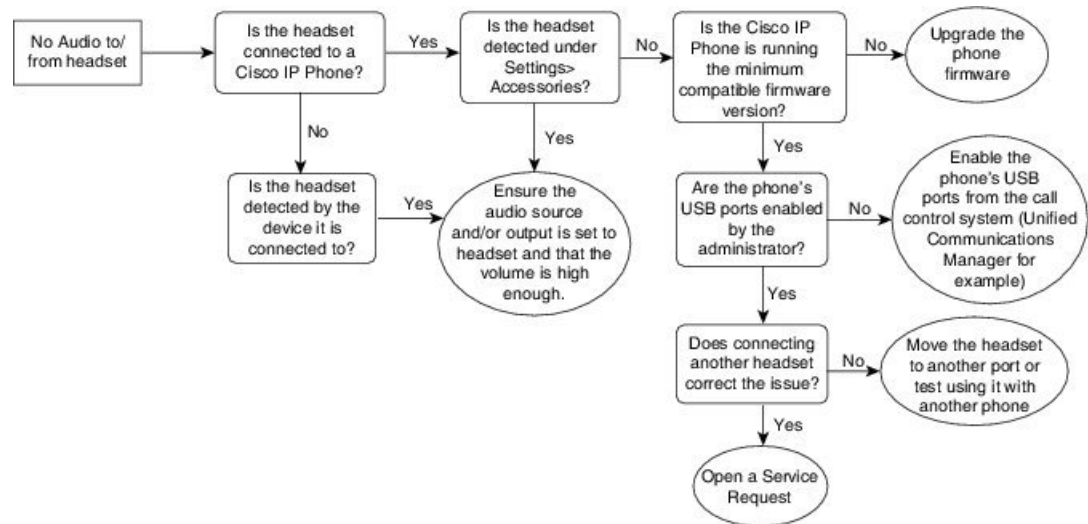 No Audio to/
from headset
Is the headset
connected to a
Cisco IP Phone?
Yes
Is the headset
detected under
Settings>
Accessories?
No
Is the Cisco IP
Phone is running
the minimum
compatible firmware
version?
No
Upgrade the
phone
firmware
No
Yes
Yes
Is the headset
detected by the
device it is
connected to?
Yes
Ensure the
audio source
and/or output is set to
headset and that the
volume is high
enough.
Are the phone's
USB ports enabled
by the
administrator?
No
Enable the
phone's USB
ports from the call
control system (Unified
Communications
Manager for
example)
Yes
Does connecting
another headset
correct the issue?
No
Move the headset
to another port or
test using it with
another phone
Yes
Open a Service
Request